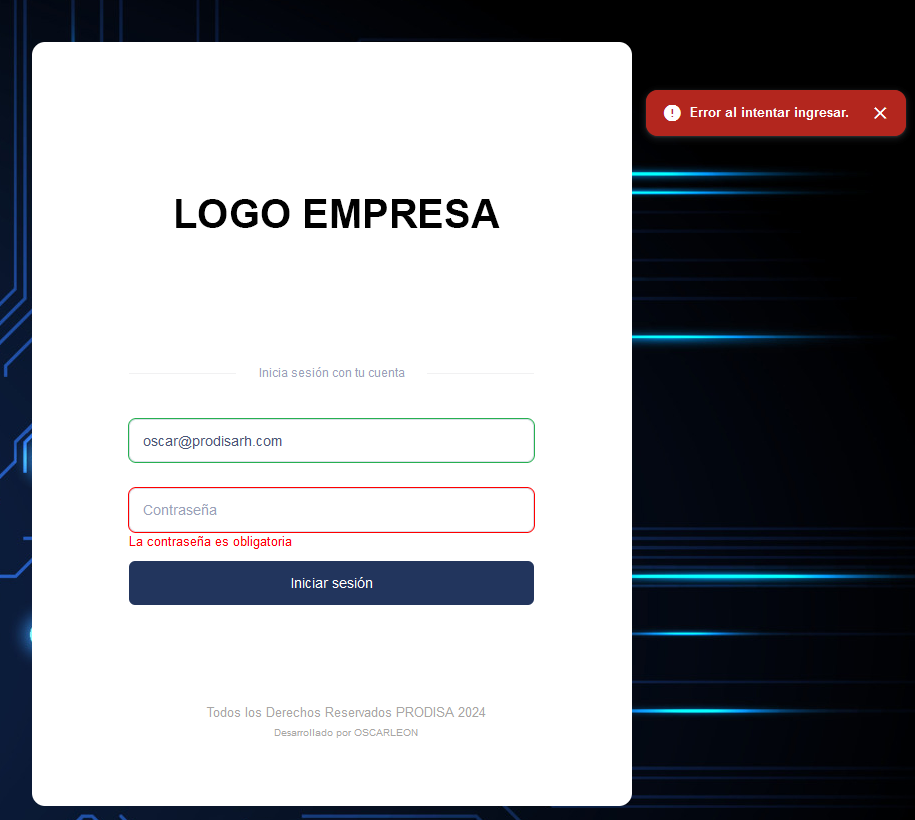 Error al intentar ingresar.
LOGO EMPRESA
Inicia sesión con tu cuenta
oscar@prodisarh.com
Contraseña
La contraseña es obligatoria
Iniciar sesión
Todos los Derechos Reservados PRODISA 2024
Desarrollado por OSCARLEON